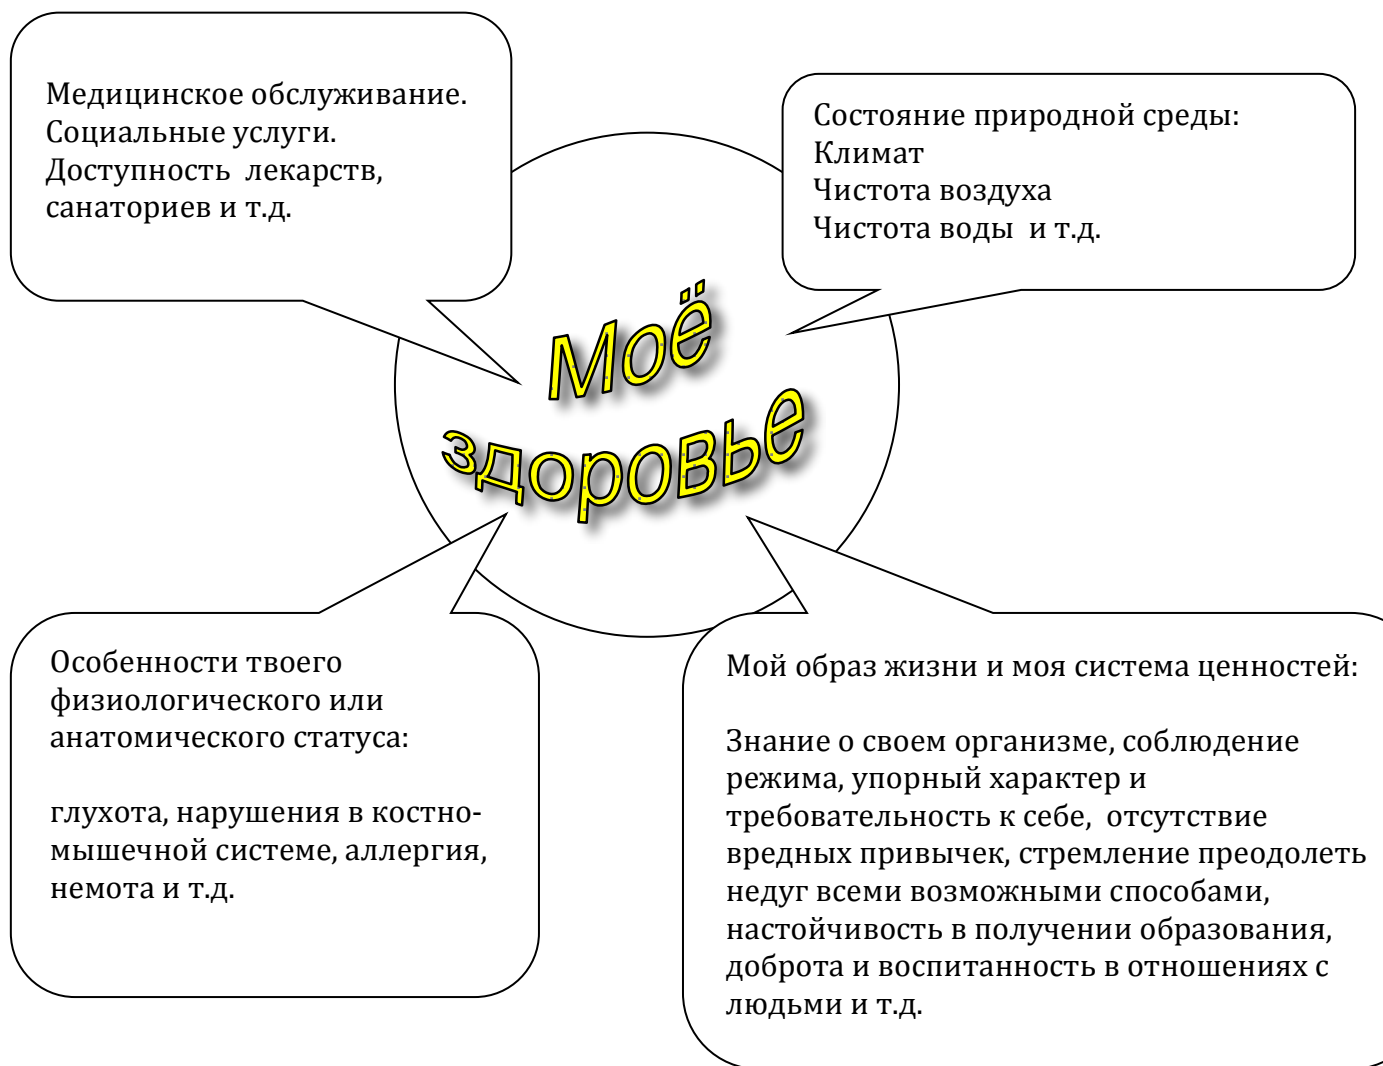 Медицинское обслуживание.
Социальные услуги.
Доступность лекарств,
санаториев и т.д.
Состояние природной среды:
Климат
Чистота воздуха
Чистота воды и т.д.
Моё
здоровье
Особенности твоего
физиологического или
анатомического статуса:
глухота, нарушения в костно-
мышечной системе, аллергия,
немота и т.д.
Мой образ жизни и моя система ценностей:
Знание о своем организме, соблюдение
режима, упорный характер и
требовательность к себе, отсутствие
вредных привычек, стремление преодолеть
недуг всеми возможными способами,
настойчивость в получении образования,
доброта и воспитанность в отношениях с
людьми и т.д.